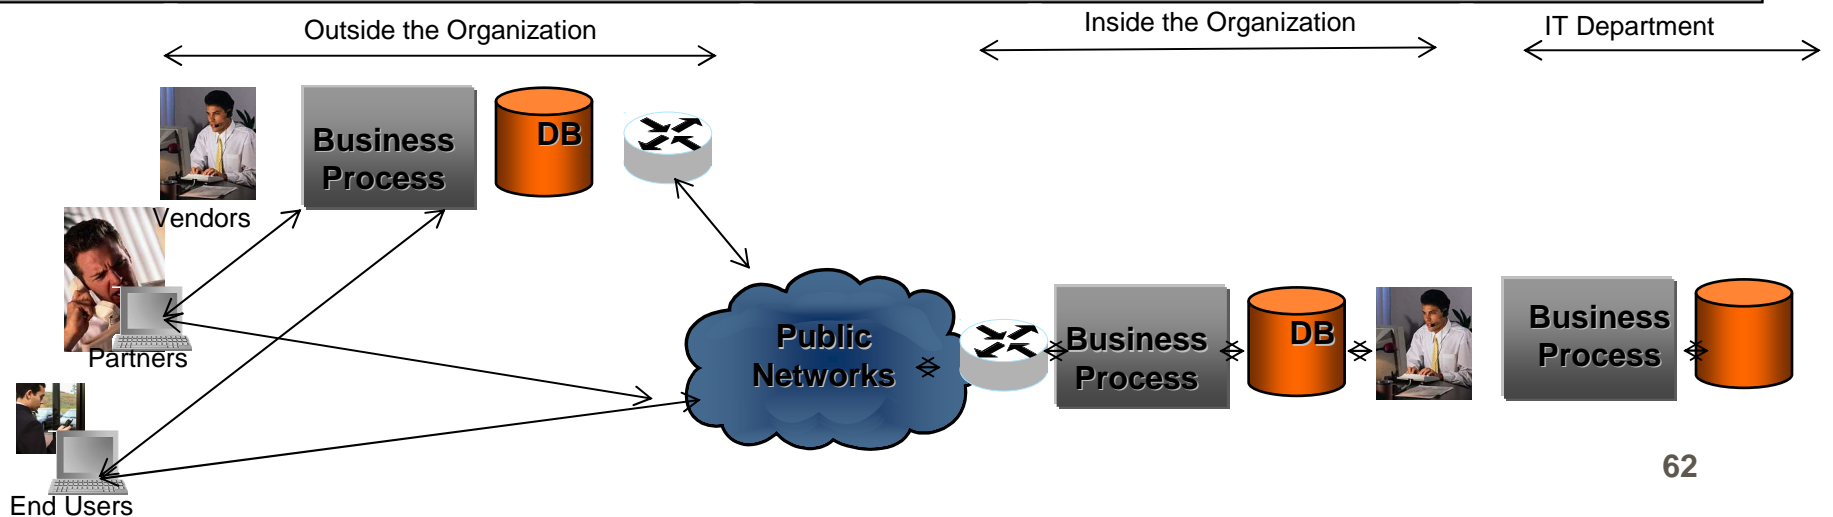 Outside the Organization
Inside the Organization
IT Department
Business
Process
DB
Vendors
Partners
End Users
Public
Networks
Business
Process
DB
Business
Process
62